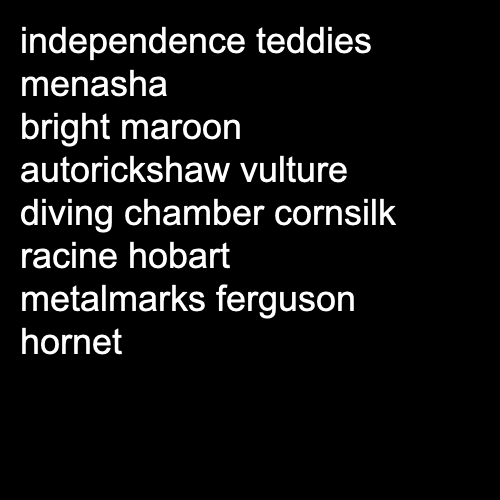 independence teddies
menasha
bright maroon
autorickshaw vulture
diving chamber cornsilk
racine hobart
metalmarks ferguson
hornet